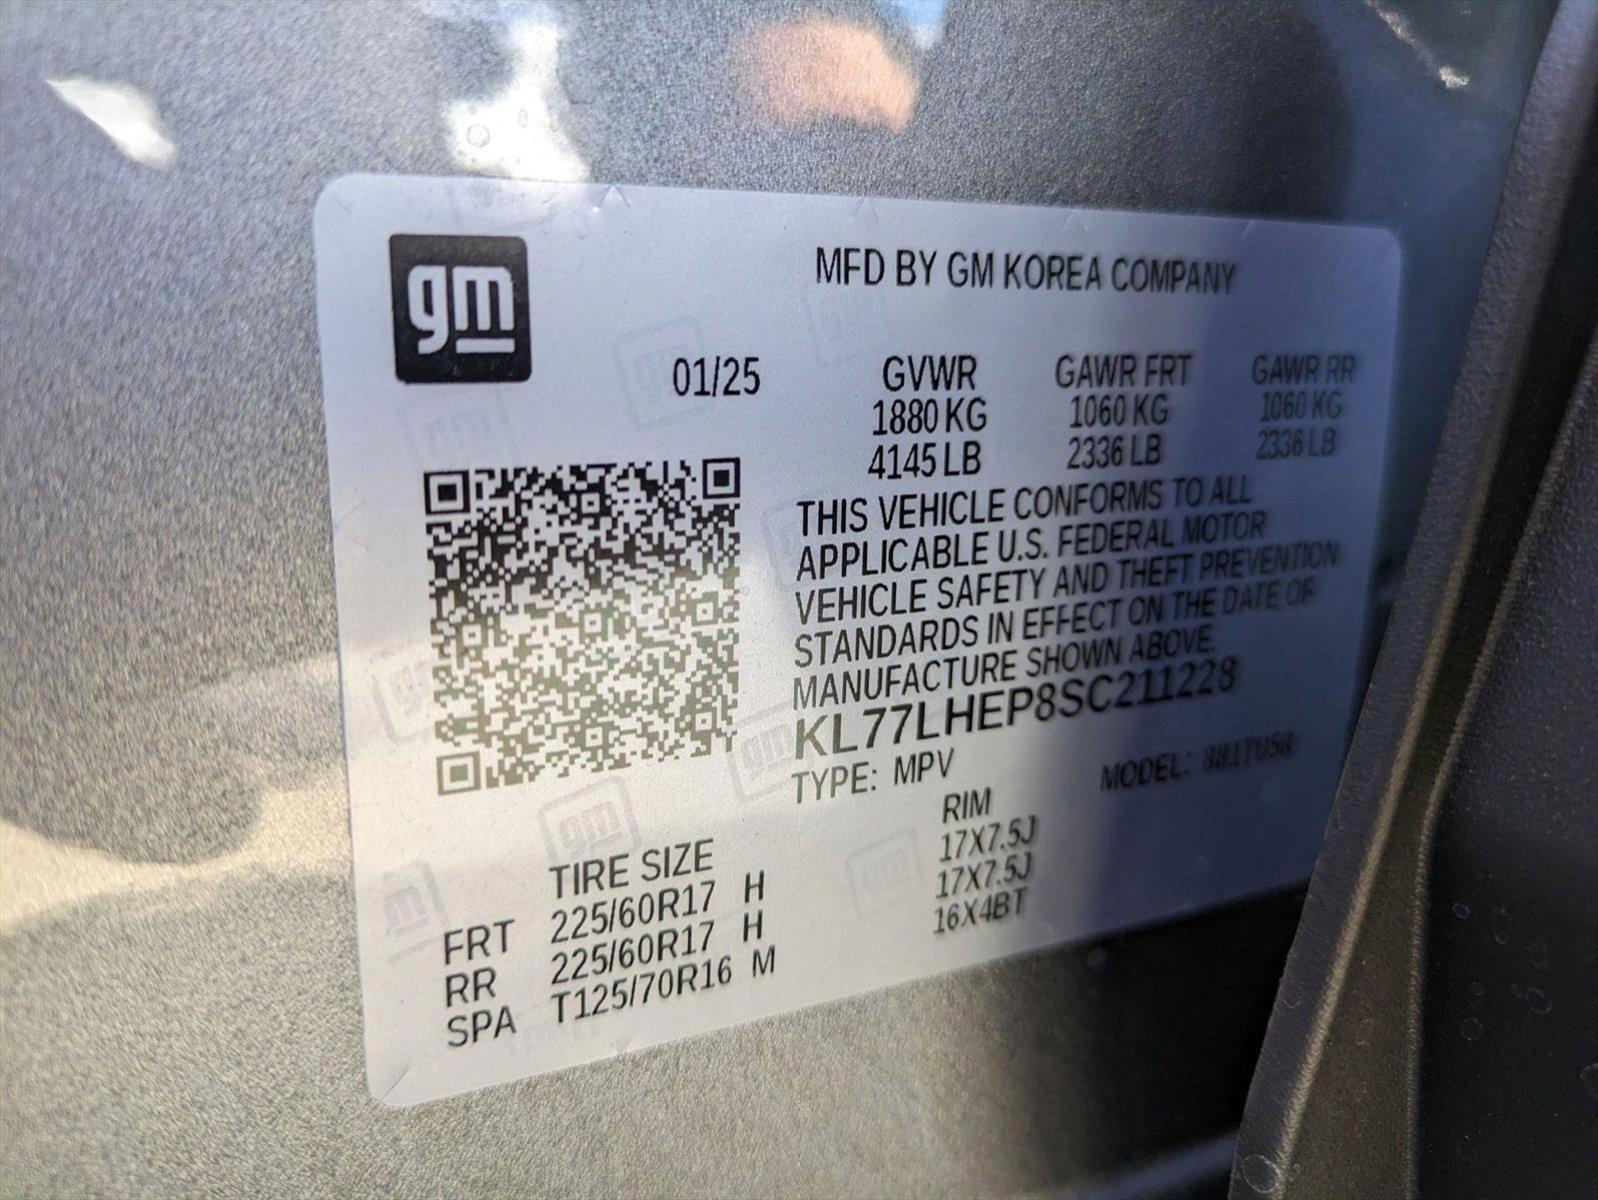 gm
MFD BY GM KOREA COMPANY
01/25
GVWR GAWR FRT GAWR RR
1880 KG 1060 KG 1060 KG
4145 LB 2336 LB 2336 LB
THIS VEHICLE CONFORMS TO ALL
APPLICABLE U.S. FEDERAL MOTOR
VEHICLE SAFETY AND THEFT PREVENTION
STANDARDS IN EFFECT ON THE DATE OF
MANUFACTURE SHOWN ABOVE.
KL77LHEP8SC211228
TYPE: MPV MODEL:
TIRE SIZE RIM
FRT 225/60R17 H 17X7.5J
RR 225/60R17 H 17X7.5J
SPA T125/70R16 M 16X4BT